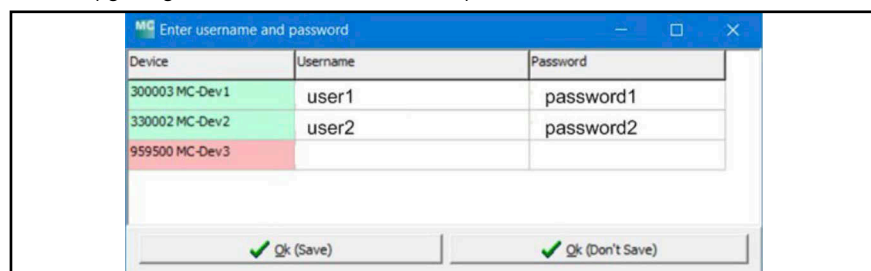 MC Enter username and password
Device Username Password
300003 MC-Dev1 user1 password1
330002 MC-Dev2 user2 password2
959500 MC-Dev3
Ok (Save) Ok (Don't Save)